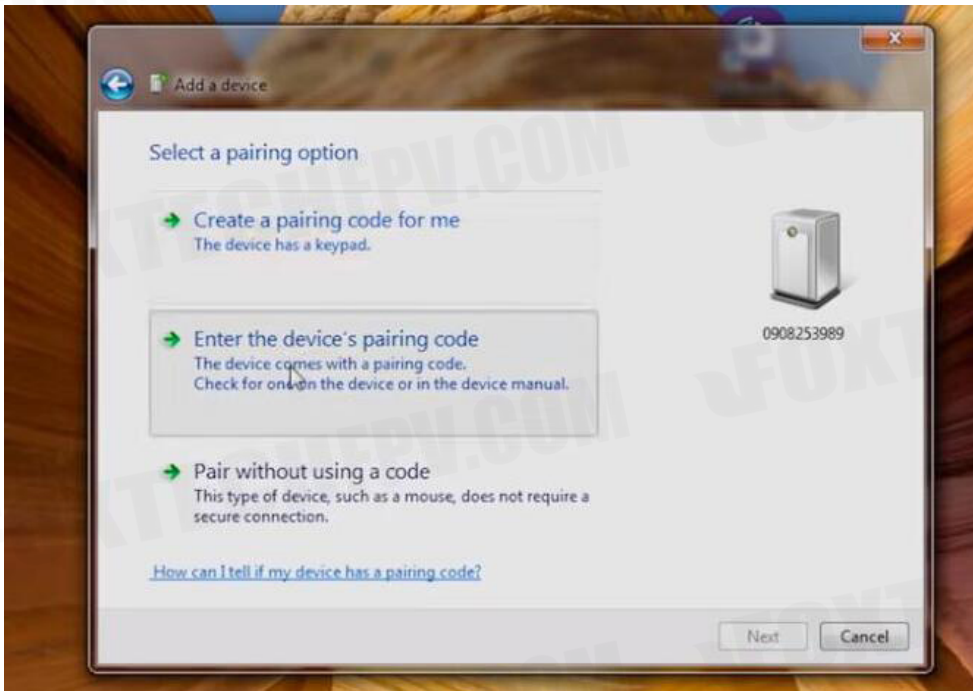 Add a device
Select a pairing option
Create a pairing code for me
The device has a keypad.
Enter the device's pairing code
The device comes with a pairing code.
Check for one on the device or in the device manual.
0908253989
Pair without using a code
This type of device, such as a mouse, does not require a
secure connection.
How can I tell if my device has a pairing code?
Next
Cancel